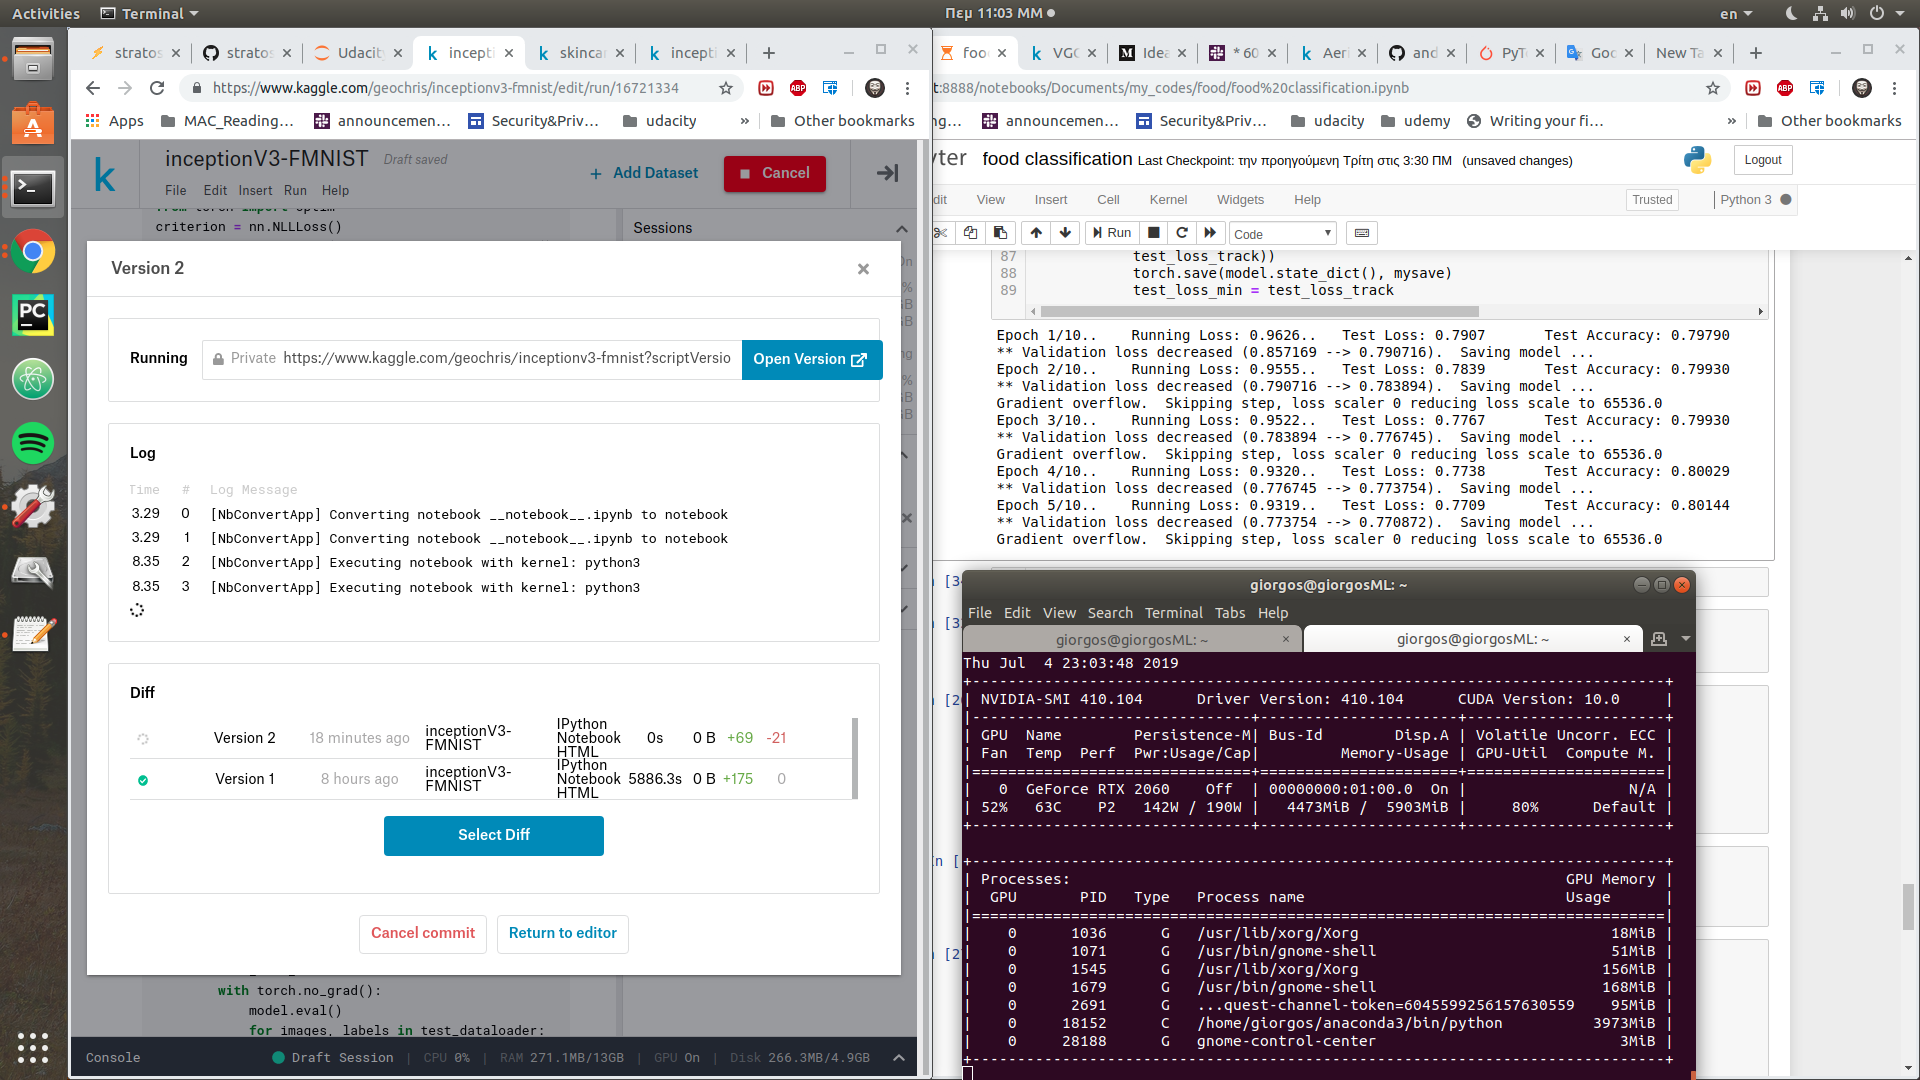 Activities Terminal Πεμ 11:03 ΜΜ en
stratos stratos Udacit incepti skincar incepti
https://www.kaggle.com/geochris/inceptionv3-fmnist/edit/run/16721334
ABP
Apps MAC_Reading... announcemen... Security&Priv... udacity » Other bookmarks
k inceptionV3-FMNIST Draft saved
File Edit Insert Run Help
+ Add Dataset Cancel
criterion = nn.NLLLoss()
Sessions
Version 2
Running Private https://www.kaggle.com/geochris/inceptionv3-fmnist?scriptVersio Open Version
Log
Time # Log Message
3.29 0 [NbConvertApp] Converting notebook __notebook__.ipynb to notebook
3.29 1 [NbConvertApp] Converting notebook __notebook__.ipynb to notebook
8.35 2 [NbConvertApp] Executing notebook with kernel: python3
8.35 3 [NbConvertApp] Executing notebook with kernel: python3
Diff
Version 2 18 minutes ago inceptionV3-FMNIST IPython Notebook HTML 0s 0 B +69 -21
Version 1 8 hours ago inceptionV3-FMNIST IPython Notebook HTML 5886.3s 0 B +175 0
Select Diff
Cancel commit Return to editor
with torch.no_grad():
model.eval()
for images, labels in test_dataloader:
Console Draft Session | CPU 0% | RAM 271.1MB/13GB | GPU On | Disk 266.3MB/4.9GB
PC
food VGG Idea * 60 Aeri and PyTo Goo New Ta
t:8888/notebooks/Documents/my_codes/food/food%20classification.ipynb
ABP
ng... announcemen... Security&Priv... udacity udemy Writing your fi... » Other bookmarks
yter food classification Last Checkpoint: την προηγούμενη Τρίτη στις 3:30 ΠΜ (unsaved changes) Logout
dit View Insert Cell Kernel Widgets Help Trusted Python 3
Run Code
87 test_loss_track))
88 torch.save(model.state_dict(), mysave)
89 test_loss_min = test_loss_track
Epoch 1/10.. Running Loss: 0.9626.. Test Loss: 0.7907 Test Accuracy: 0.79790
** Validation loss decreased (0.857169 --> 0.790716). Saving model ...
Epoch 2/10.. Running Loss: 0.9555.. Test Loss: 0.7839 Test Accuracy: 0.79930
** Validation loss decreased (0.790716 --> 0.783894). Saving model ...
Gradient overflow. Skipping step, loss scaler 0 reducing loss scale to 65536.0
Epoch 3/10.. Running Loss: 0.9522.. Test Loss: 0.7767 Test Accuracy: 0.79930
** Validation loss decreased (0.783894 --> 0.776745). Saving model ...
Gradient overflow. Skipping step, loss scaler 0 reducing loss scale to 65536.0
Epoch 4/10.. Running Loss: 0.9320.. Test Loss: 0.7738 Test Accuracy: 0.80029
** Validation loss decreased (0.776745 --> 0.773754). Saving model ...
Epoch 5/10.. Running Loss: 0.9319.. Test Loss: 0.7709 Test Accuracy: 0.80144
** Validation loss decreased (0.773754 --> 0.770872). Saving model ...
Gradient overflow. Skipping step, loss scaler 0 reducing loss scale to 65536.0
giorgos@giorgosML: ~
File Edit View Search Terminal Tabs Help
giorgos@giorgosML: ~ giorgos@giorgosML: ~
Thu Jul 4 23:03:48 2019
| NVIDIA-SMI 410.104 Driver Version: 410.104 CUDA Version: 10.0 |
| GPU Name Persistence-M| Bus-Id Disp.A | Volatile Uncorr. ECC |
| Fan Temp Perf Pwr:Usage/Cap| Memory-Usage | GPU-Util Compute M. |
| 0 GeForce RTX 2060 Off | 00000000:01:00.0 On | N/A |
| 52% 63C P2 142W / 190W | 4473MiB / 5903MiB | 80% Default |
| Processes: GPU Memory |
| GPU PID Type Process name Usage |
| 0 1036 G /usr/lib/xorg/Xorg 18MiB |
| 0 1071 G /usr/bin/gnome-shell 51MiB |
| 0 1545 G /usr/lib/xorg/Xorg 156MiB |
| 0 1679 G /usr/bin/gnome-shell 168MiB |
| 0 2691 G ...quest-channel-token=6045599256157630559 95MiB |
| 0 18152 C /home/giorgos/anaconda3/bin/python 3973MiB |
| 0 28188 G gnome-control-center 3MiB |